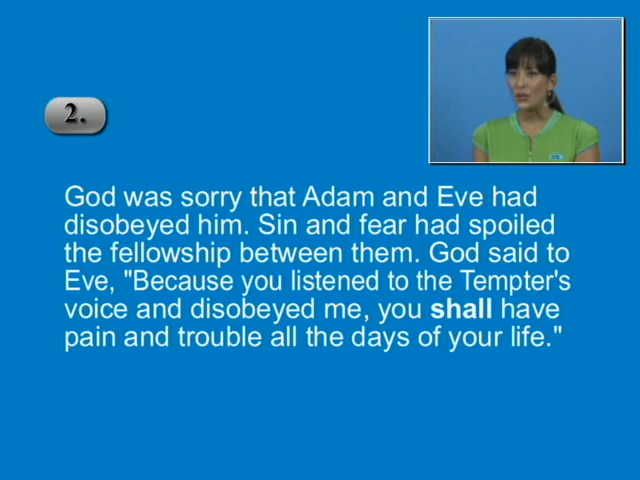 2.
God was sorry that Adam and Eve had
disobeyed him. Sin and fear had spoiled
the fellowship between them. God said to
Eve, "Because you listened to the Tempter's
voice and disobeyed me, you shall have
pain and trouble all the days of your life."